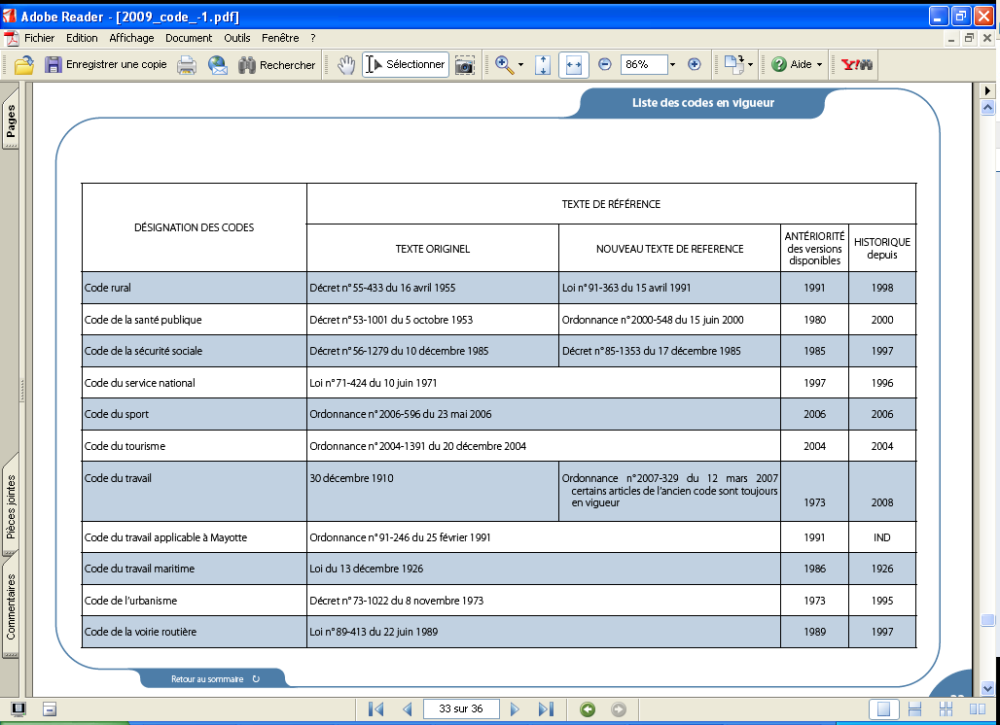 Adobe Reader - [2009_code_-1.pdf]
Fichier Edition Affichage Document Outils Fenêtre ?
Enregistrer une copie Rechercher Sélectionner 86% Aide Y!
Pages
Pièces jointes
Commentaires
Liste des codes en vigueur
DÉSIGNATION DES CODES
TEXTE DE RÉFÉRENCE
TEXTE ORIGINEL
NOUVEAU TEXTE DE REFERENCE
ANTÉRIORITÉ
des versions
disponibles
HISTORIQUE
depuis
Code rural Décret n°55-433 du 16 avril 1955 Loi n°91-363 du 15 avril 1991 1991 1998
Code de la santé publique Décret n°53-1001 du 5 octobre 1953 Ordonnance n°2000-548 du 15 juin 2000 1980 2000
Code de la sécurité sociale Décret n°56-1279 du 10 décembre 1985 Décret n°85-1353 du 17 décembre 1985 1985 1997
Code du service national Loi n°71-424 du 10 juin 1971 1997 1996
Code du sport Ordonnance n°2006-596 du 23 mai 2006 2006 2006
Code du tourisme Ordonnance n°2004-1391 du 20 décembre 2004 2004 2004
Code du travail 30 décembre 1910 Ordonnance n°2007-329 du 12 mars 2007
certains articles de l'ancien code sont toujours
en vigueur 1973 2008
Code du travail applicable à Mayotte Ordonnance n°91-246 du 25 février 1991 1991 IND
Code du travail maritime Loi du 13 décembre 1926 1986 1926
Code de l'urbanisme Décret n°73-1022 du 8 novembre 1973 1973 1995
Code de la voirie routière Loi n°89-413 du 22 juin 1989 1989 1997
Retour au sommaire
33 sur 36